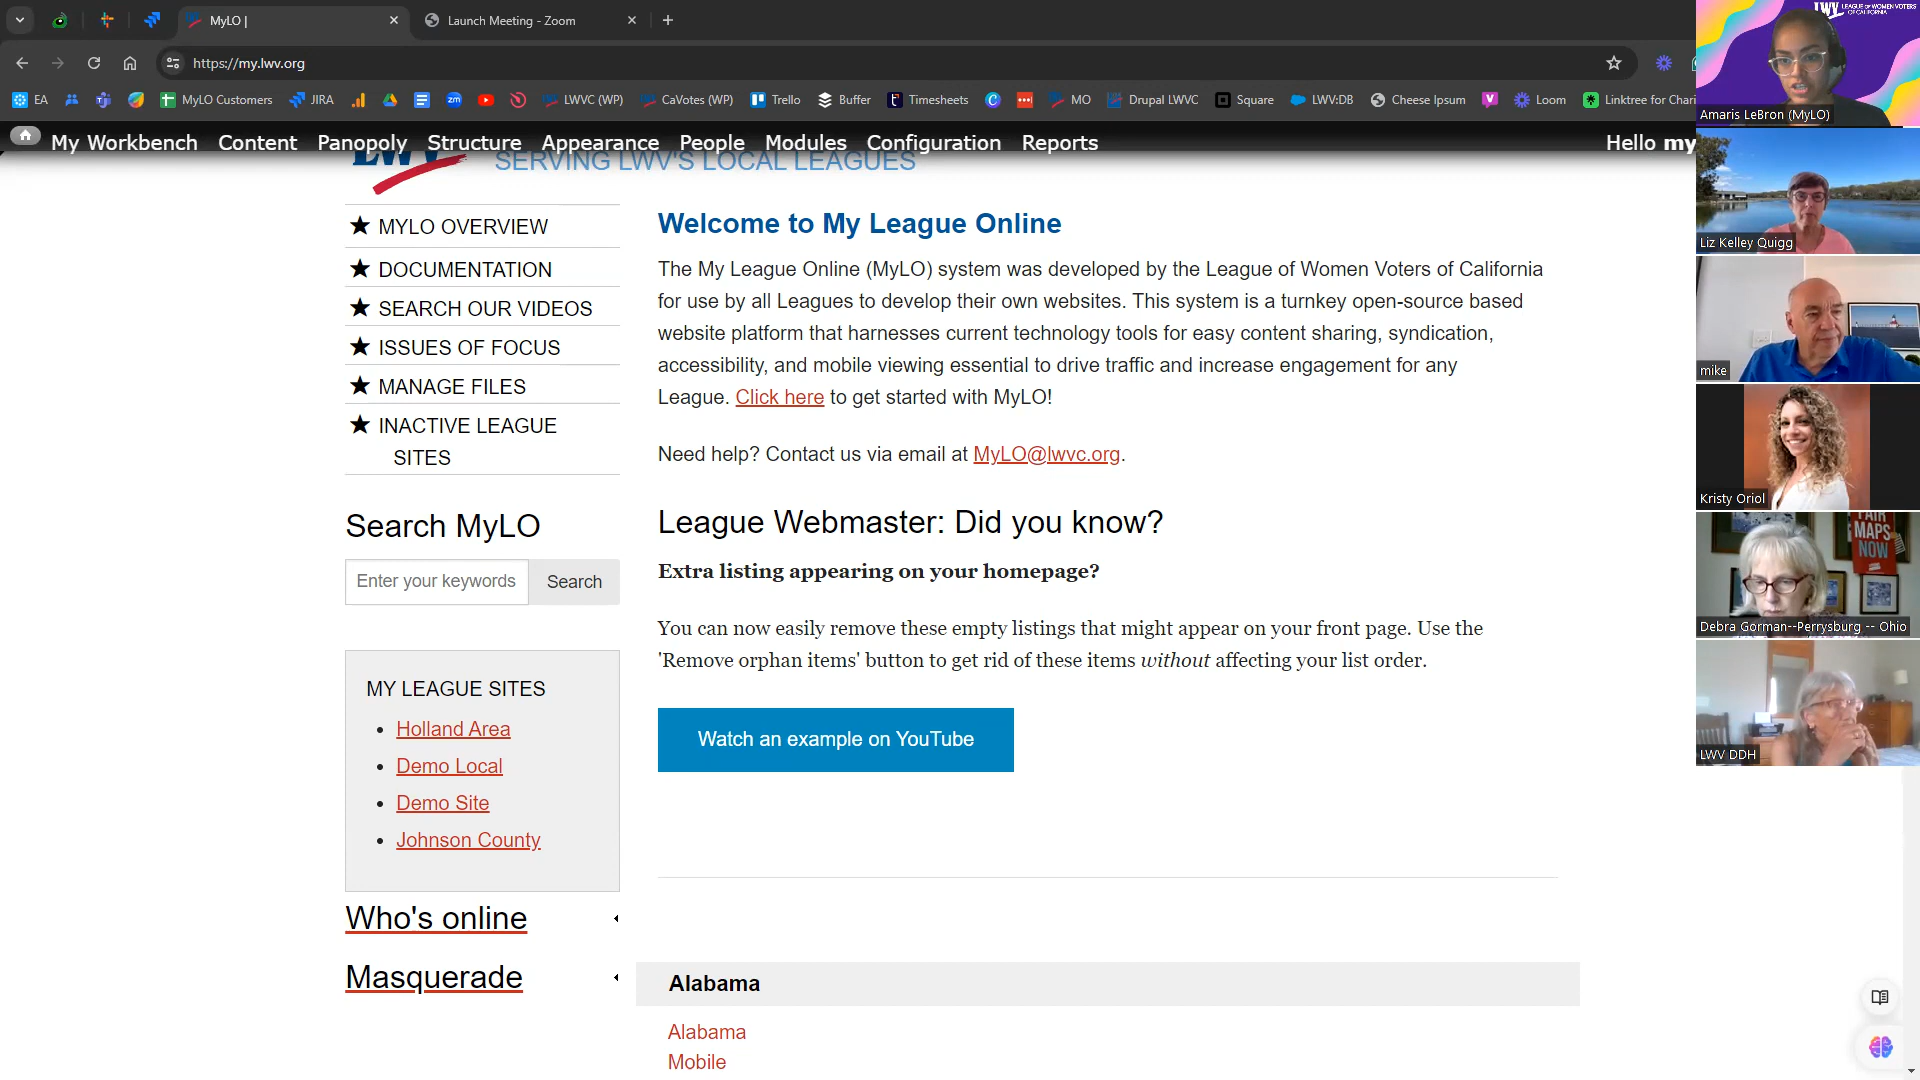 MyLO |
Launch Meeting - Zoom
https://my.lwv.org
EA
MyLO Customers
JIRA
LWVC (WP)
CaVotes (WP)
Trello
Buffer
Timesheets
MO
Drupal LWVC
Square
LWV:DB
Cheese Ipsum
Loom
Linktree for Chari
My Workbench Content Panopoly Structure Appearance People Modules Configuration Reports
Hello my
LWV
SERVING LWV'S LOCAL LEAGUES
★ MYLO OVERVIEW
★ DOCUMENTATION
★ SEARCH OUR VIDEOS
★ ISSUES OF FOCUS
★ MANAGE FILES
★ INACTIVE LEAGUE
SITES
Search MyLO
Enter your keywords
Search
MY LEAGUE SITES
• Holland Area
• Demo Local
• Demo Site
• Johnson County
Who's online
Masquerade
Welcome to My League Online
The My League Online (MyLO) system was developed by the League of Women Voters of California
for use by all Leagues to develop their own websites. This system is a turnkey open-source based
website platform that harnesses current technology tools for easy content sharing, syndication,
accessibility, and mobile viewing essential to drive traffic and increase engagement for any
League. Click here to get started with MyLO!
Need help? Contact us via email at MyLO@lwvc.org.
League Webmaster: Did you know?
Extra listing appearing on your homepage?
You can now easily remove these empty listings that might appear on your front page. Use the
'Remove orphan items' button to get rid of these items without affecting your list order.
Watch an example on YouTube
Alabama
Alabama
Mobile
LWV LEAGUE OF WOMEN VOTERS
OF CALIFORNIA
Amaris LeBron (MyLO)
Liz Kelley Quigg
mike
Kristy Oriol
FAIR
MAPS
NOW
Debra Gorman--Perrysburg -- Ohio
LWV DDH